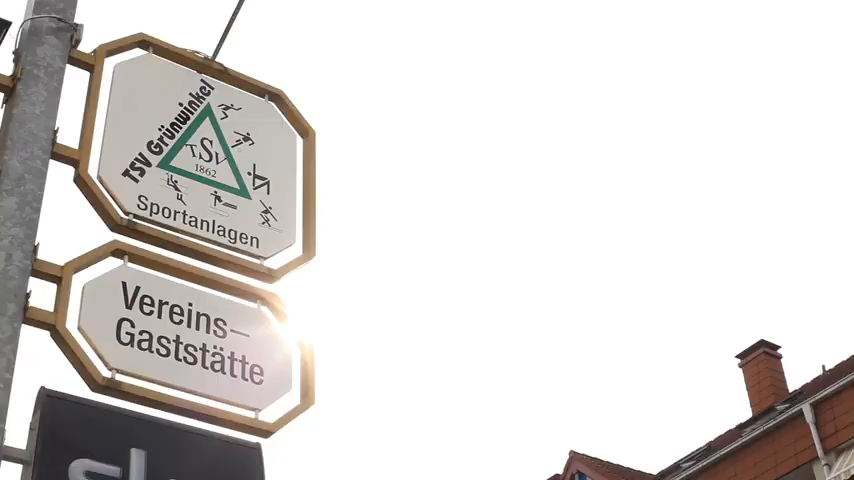 TSV Grünwinkel
TSV
1862
Sportanlagen
Vereins-
Gaststätte